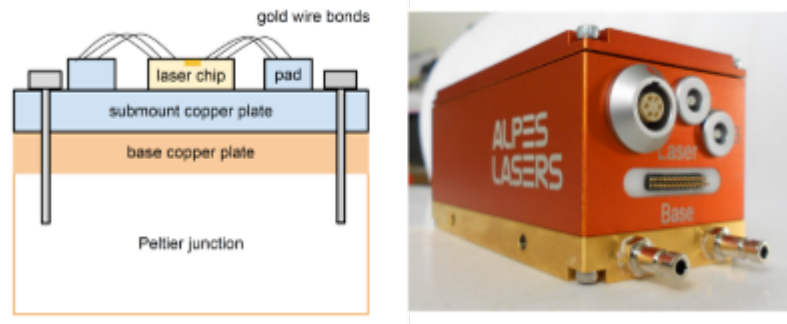 gold wire bonds
laser chip
pad
submount copper plate
base copper plate
Peltier junction
ALPES
LASERS
Laser
Base